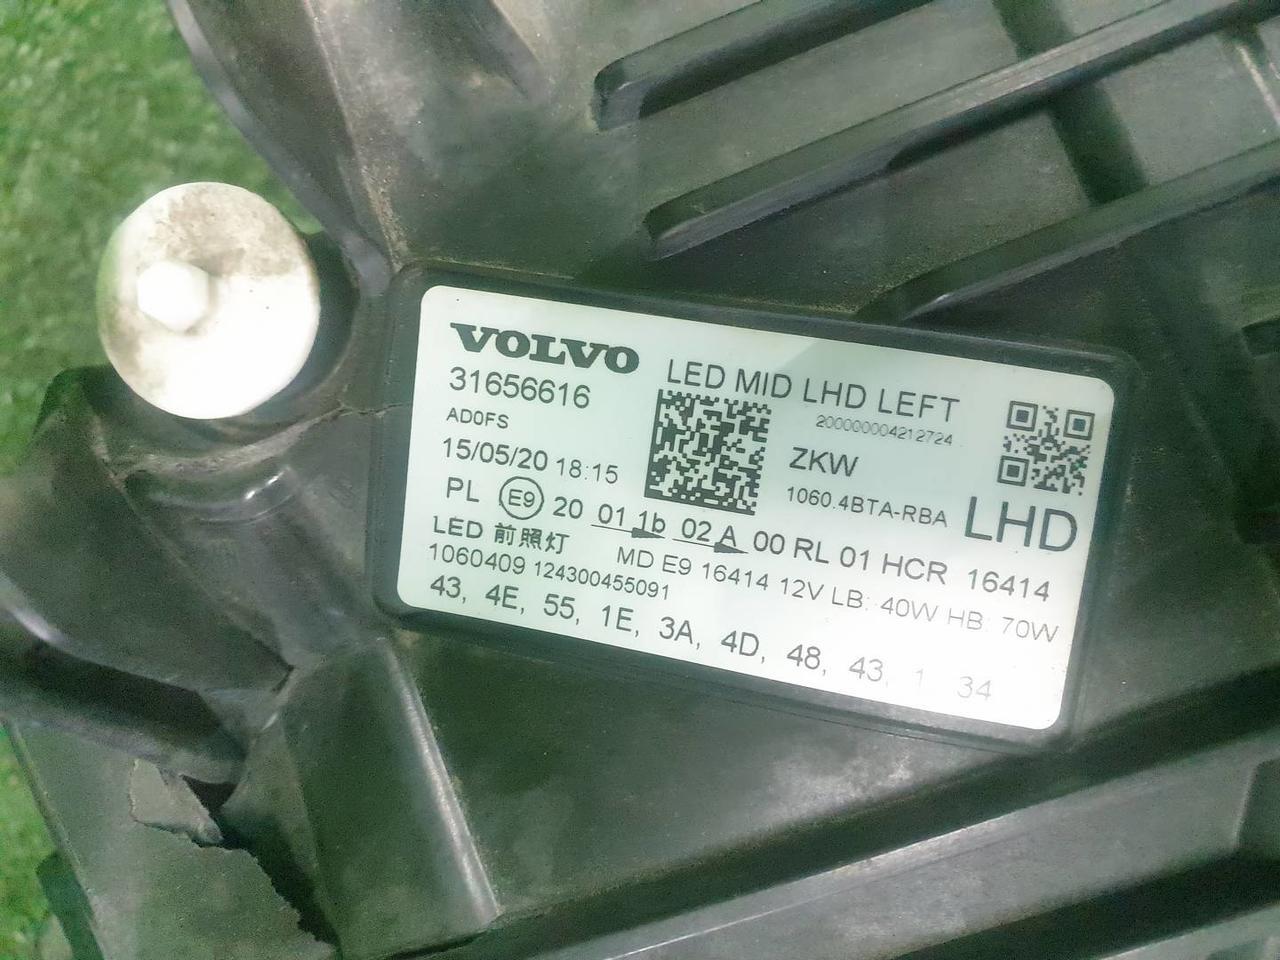 VOLVO LED MID LHD LEFT
31656616 200000004212724
AD0FS ZKW
15/05/20 18:15 1060.4BTA-RBA LHD
PL E9 20 01 1b 02 A 00 RL 01 HCR 16414
LED 前照灯 MD E9 16414 12V LB: 40W HB: 70W
1060409 124300455091
43, 4E, 55, 1E, 3A, 4D, 48, 43, 34